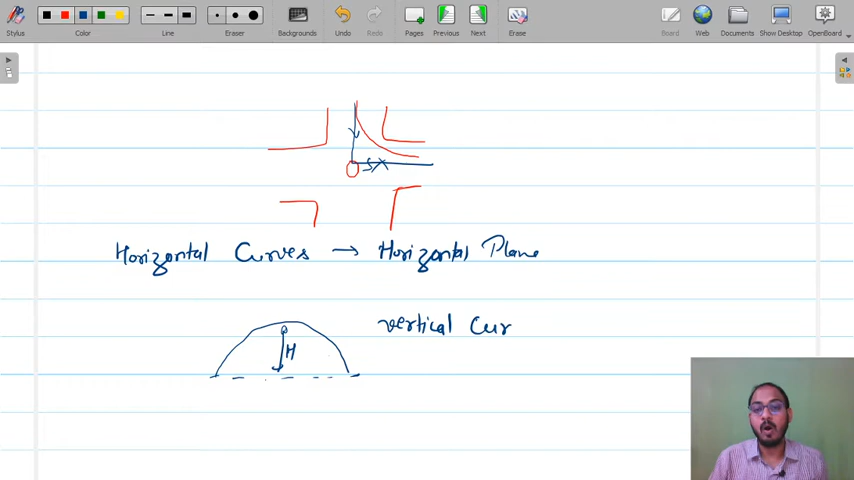 Stylus
Color
Line
Eraser
Backgrounds
Undo
Redo
Pages
Previous
Next
Erase
Board
Web
Documents
Show Desktop
OpenBoard
Horizontal Curves → Horizontal Plane
vertical Cur
H